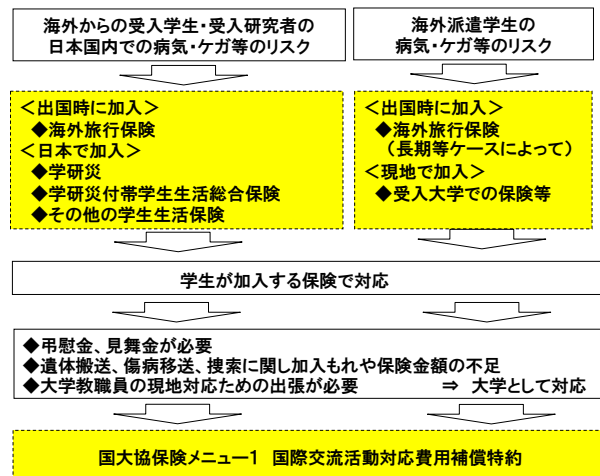 海外からの受入学生・受入研究者の
日本国内での病気・ケガ等のリスク
海外派遣学生の
病気・ケガ等のリスク
＜出国時に加入＞
◆海外旅行保険
＜日本で加入＞
◆学研災
◆学研災付帯学生生活総合保険
◆その他の学生生活保険
＜出国時に加入＞
◆海外旅行保険
（長期等ケースによって）
＜現地で加入＞
◆受入大学での保険等
学生が加入する保険で対応
◆弔慰金、見舞金が必要
◆遺体搬送、傷病移送、捜索に関し加入もれや保険金額の不足
◆大学教職員の現地対応ための出張が必要　⇒ 大学として対応
国大協保険メニュー1 国際交流活動対応費用補償特約